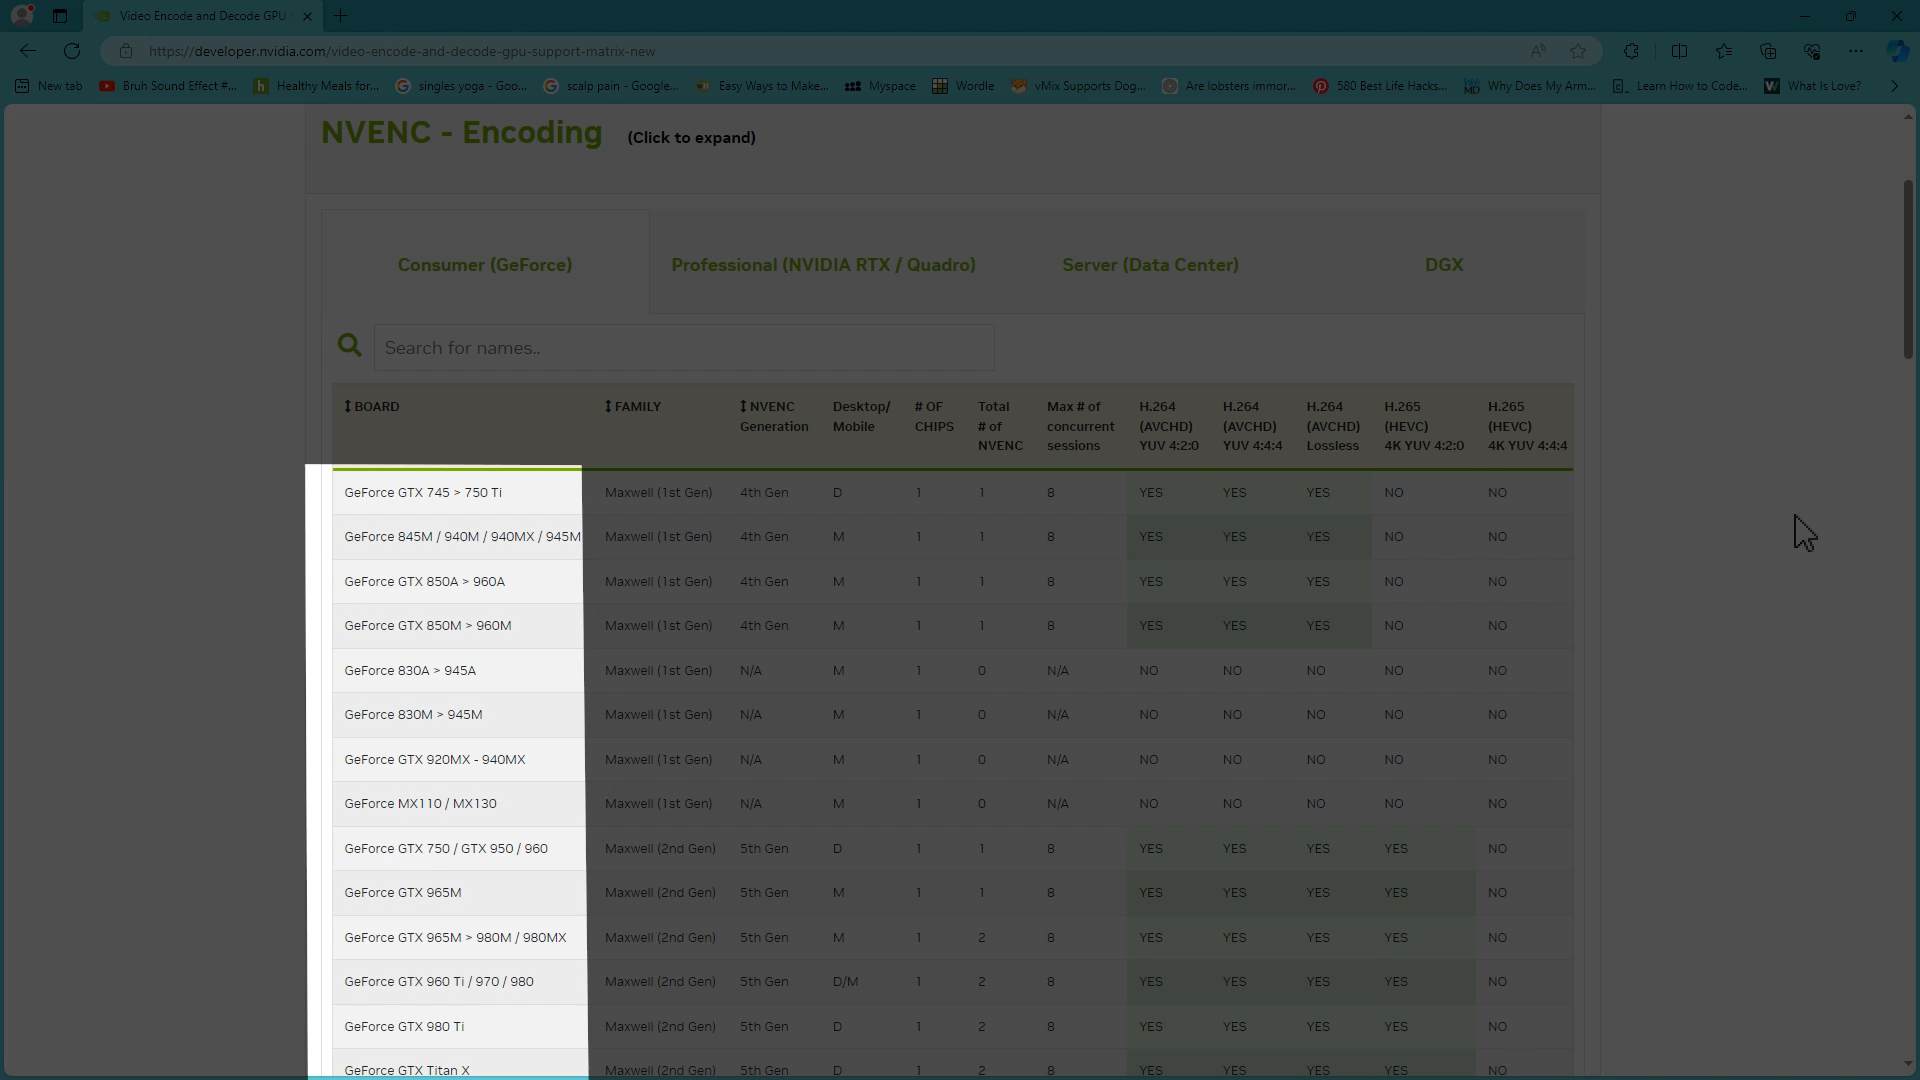 Video Encode and Decode GPU
https://developer.nvidia.com/video-encode-and-decode-gpu-support-matrix-new
New tab Bruh Sound Effect #... Healthy Meals for... singles yoga - Goo... scalp pain - Google... Easy Ways to Make... Myspace Wordle vMix Supports Dog... Are lobsters immor... 580 Best Life Hacks... Why Does My Arm... Learn How to Code... What Is Love?
NVENC - Encoding (Click to expand)
Consumer (GeForce) Professional (NVIDIA RTX / Quadro) Server (Data Center) DGX
Search for names..
BOARD FAMILY NVENC Generation Desktop/ Mobile # OF CHIPS Total # of NVENC Max # of concurrent sessions H.264 (AVCHD) YUV 4:2:0 H.264 (AVCHD) YUV 4:4:4 H.264 (AVCHD) Lossless H.265 (HEVC) 4K YUV 4:2:0 H.265 (HEVC) 4K YUV 4:4:4
GeForce GTX 745 > 750 Ti Maxwell (1st Gen) 4th Gen D 1 1 8 YES YES YES NO NO
GeForce 845M / 940M / 940MX / 945M Maxwell (1st Gen) 4th Gen M 1 1 8 YES YES YES NO NO
GeForce GTX 850A > 960A Maxwell (1st Gen) 4th Gen M 1 1 8 YES YES YES NO NO
GeForce GTX 850M > 960M Maxwell (1st Gen) 4th Gen M 1 1 8 YES YES YES NO NO
GeForce 830A > 945A Maxwell (1st Gen) N/A M 1 0 N/A NO NO NO NO NO
GeForce 830M > 945M Maxwell (1st Gen) N/A M 1 0 N/A NO NO NO NO NO
GeForce GTX 920MX - 940MX Maxwell (1st Gen) N/A M 1 0 N/A NO NO NO NO NO
GeForce MX110 / MX130 Maxwell (1st Gen) N/A M 1 0 N/A NO NO NO NO NO
GeForce GTX 750 / GTX 950 / 960 Maxwell (2nd Gen) 5th Gen D 1 1 8 YES YES YES YES NO
GeForce GTX 965M Maxwell (2nd Gen) 5th Gen M 1 1 8 YES YES YES YES NO
GeForce GTX 965M > 980M / 980MX Maxwell (2nd Gen) 5th Gen M 1 2 8 YES YES YES YES NO
GeForce GTX 960 Ti / 970 / 980 Maxwell (2nd Gen) 5th Gen D/M 1 2 8 YES YES YES YES NO
GeForce GTX 980 Ti Maxwell (2nd Gen) 5th Gen D 1 2 8 YES YES YES YES NO
GeForce GTX Titan X Maxwell (2nd Gen) 5th Gen D 1 2 8 YES YES YES YES NO